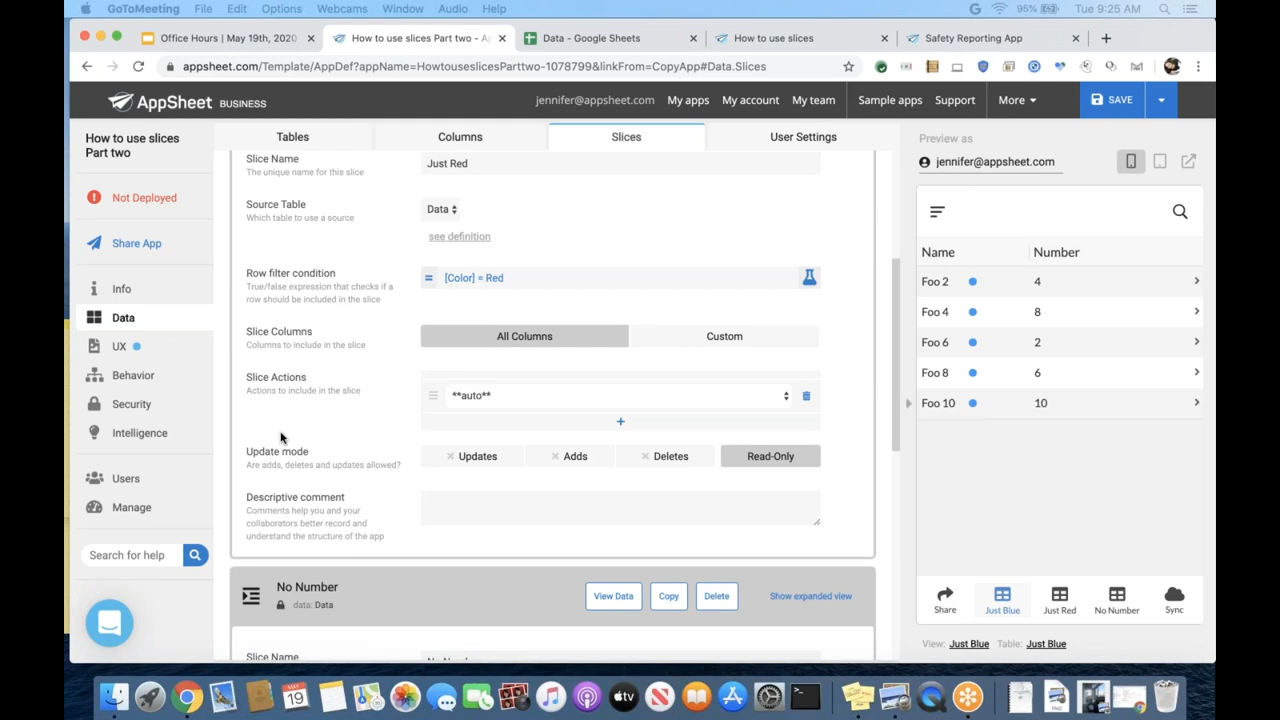 GoToMeeting File Edit Options Webcams Window Audio Help
95% Tue 9:25 AM
Office Hours | May 19th, 2020
How to use slices Part two - A
Data - Google Sheets
How to use slices
Safety Reporting App
appsheet.com/Template/AppDef?appName=HowtouseslicesParttwo-1078799&linkFrom=CopyApp#Data.Slices
AppSheet BUSINESS
jennifer@appsheet.com My apps My account My team Sample apps Support More SAVE
How to use slices
Part two
Not Deployed
Share App
Info
Data
UX
Behavior
Security
Intelligence
Users
Manage
Search for help
Tables Columns Slices User Settings
Slice Name
The unique name for this slice
Just Red
Source Table
Which table to use a source
Data
see definition
Row filter condition
True/false expression that checks if a
row should be included in the slice
= [Color] = Red
Slice Columns
Columns to include in the slice
All Columns Custom
Slice Actions
Actions to include in the slice
**auto**
+
Update mode
Are adds, deletes and updates allowed?
Updates Adds Deletes Read-Only
Descriptive comment
Comments help you and your
collaborators better record and
understand the structure of the app
No Number
data: Data
View Data Copy Delete Show expanded view
Slice Name
Preview as
jennifer@appsheet.com
Name Number
Foo 2 4
Foo 4 8
Foo 6 2
Foo 8 6
Foo 10 10
Share Just Blue Just Red No Number Sync
View: Just Blue Table: Just Blue
MAY
19
tv